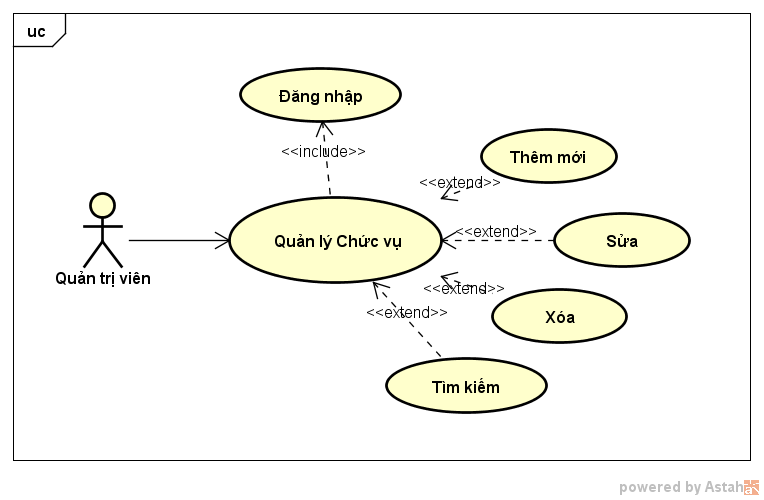 uc
Đăng nhập
<<include>>
Thêm mới
<<extend>>
Quản lý Chức vụ
<<extend>>
Sửa
Quản trị viên
<<extend>>
<<extend>>
Xóa
Tìm kiếm
powered by Astah